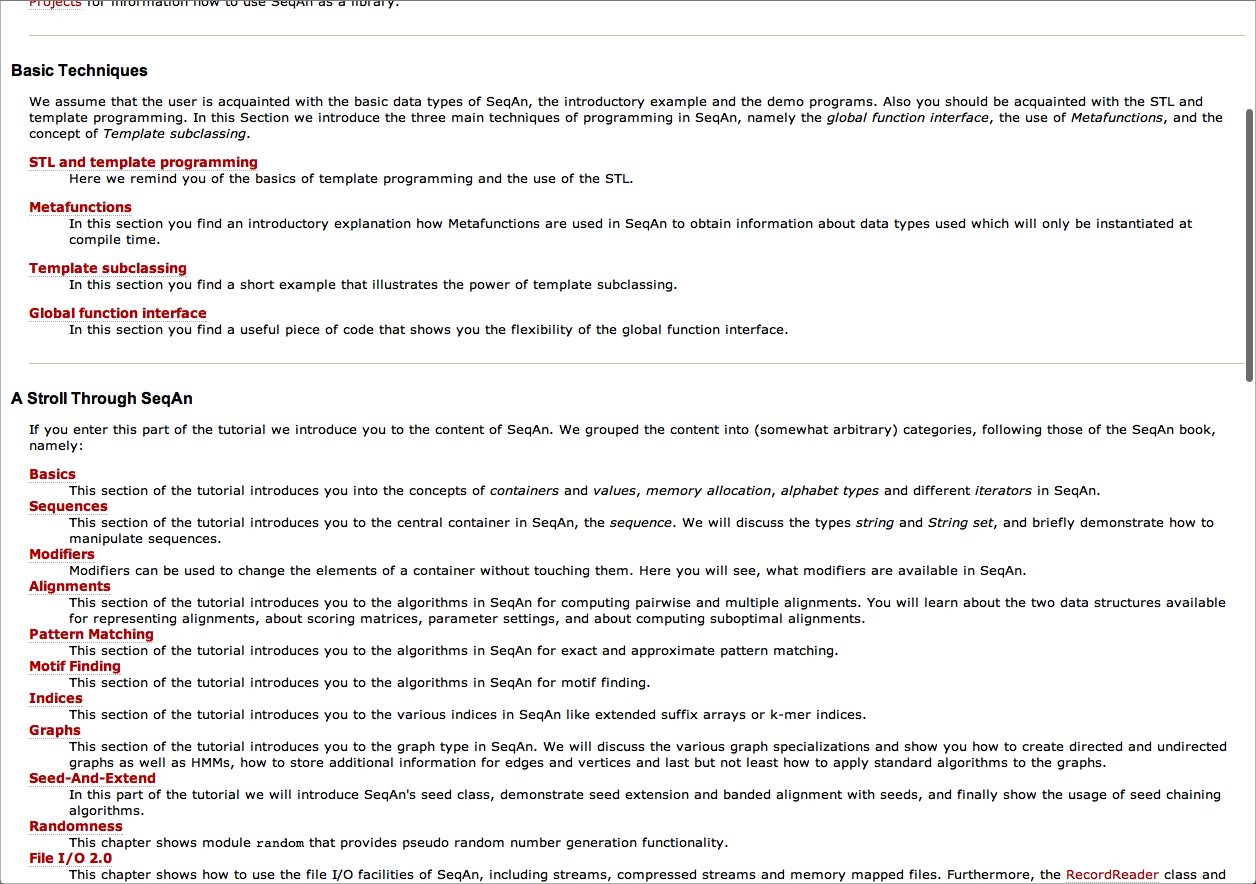 Projects for information how to use SeqAn as a library.
Basic Techniques
We assume that the user is acquainted with the basic data types of SeqAn, the introductory example and the demo programs. Also you should be acquainted with the STL and
template programming. In this Section we introduce the three main techniques of programming in SeqAn, namely the global function interface, the use of Metafunctions, and the
concept of Template subclassing.
STL and template programming
Here we remind you of the basics of template programming and the use of the STL.
Metafunctions
In this section you find an introductory explanation how Metafunctions are used in SeqAn to obtain information about data types used which will only be instantiated at
compile time.
Template subclassing
In this section you find a short example that illustrates the power of template subclassing.
Global function interface
In this section you find a useful piece of code that shows you the flexibility of the global function interface.
A Stroll Through SeqAn
If you enter this part of the tutorial we introduce you to the content of SeqAn. We grouped the content into (somewhat arbitrary) categories, following those of the SeqAn book,
namely:
Basics
This section of the tutorial introduces you into the concepts of containers and values, memory allocation, alphabet types and different iterators in SeqAn.
Sequences
This section of the tutorial introduces you to the central container in SeqAn, the sequence. We will discuss the types string and String set, and briefly demonstrate how to
manipulate sequences.
Modifiers
Modifiers can be used to change the elements of a container without touching them. Here you will see, what modifiers are available in SeqAn.
Alignments
This section of the tutorial introduces you to the algorithms in SeqAn for computing pairwise and multiple alignments. You will learn about the two data structures available
for representing alignments, about scoring matrices, parameter settings, and about computing suboptimal alignments.
Pattern Matching
This section of the tutorial introduces you to the algorithms in SeqAn for exact and approximate pattern matching.
Motif Finding
This section of the tutorial introduces you to the algorithms in SeqAn for motif finding.
Indices
This section of the tutorial introduces you to the various indices in SeqAn like extended suffix arrays or k-mer indices.
Graphs
This section of the tutorial introduces you to the graph type in SeqAn. We will discuss the various graph specializations and show you how to create directed and undirected
graphs as well as HMMs, how to store additional information for edges and vertices and last but not least how to apply standard algorithms to the graphs.
Seed-And-Extend
In this part of the tutorial we will introduce SeqAn's seed class, demonstrate seed extension and banded alignment with seeds, and finally show the usage of seed chaining
algorithms.
Randomness
This chapter shows module random that provides pseudo random number generation functionality.
File I/O 2.0
This chapter shows how to use the file I/O facilities of SeqAn, including streams, compressed streams and memory mapped files. Furthermore, the RecordReader class and